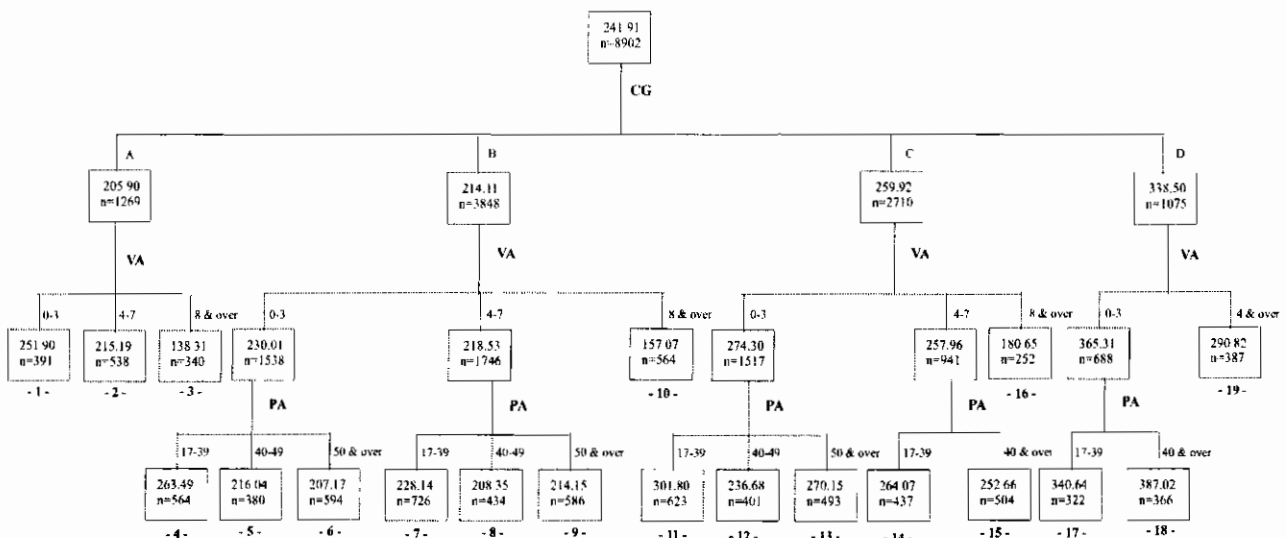 241.91
n=8902
CG
A
B
C
D
205.90
n=1269
214.11
n=3848
259.92
n=2710
338.50
n=1075
VA
VA
VA
VA
0-3
4-7
8 & over
0-3
4-7
8 & over
0-3
4-7
8 & over
0-3
4 & over
251.90
n=391
215.19
n=538
138.31
n=340
230.01
n=1538
218.53
n=1746
157.07
n=564
274.30
n=1517
257.96
n=941
180.65
n=252
365.31
n=688
290.82
n=387
- 1 -
- 2 -
- 3 -
- 10 -
- 16 -
- 19 -
PA
PA
PA
PA
PA
17-39
40-49
50 & over
17-39
40-49
50 & over
17-39
40-49
50 & over
17-39
40 & over
17-39
40 & over
263.49
n=564
216.04
n=380
207.17
n=594
228.14
n=726
208.35
n=434
214.15
n=586
301.80
n=623
236.68
n=401
270.15
n=493
264.07
n=437
252.66
n=504
340.64
n=322
387.02
n=366
- 4 -
- 5 -
- 6 -
- 7 -
- 8 -
- 9 -
- 11 -
- 12 -
- 13 -
- 14 -
- 15 -
- 17 -
- 18 -